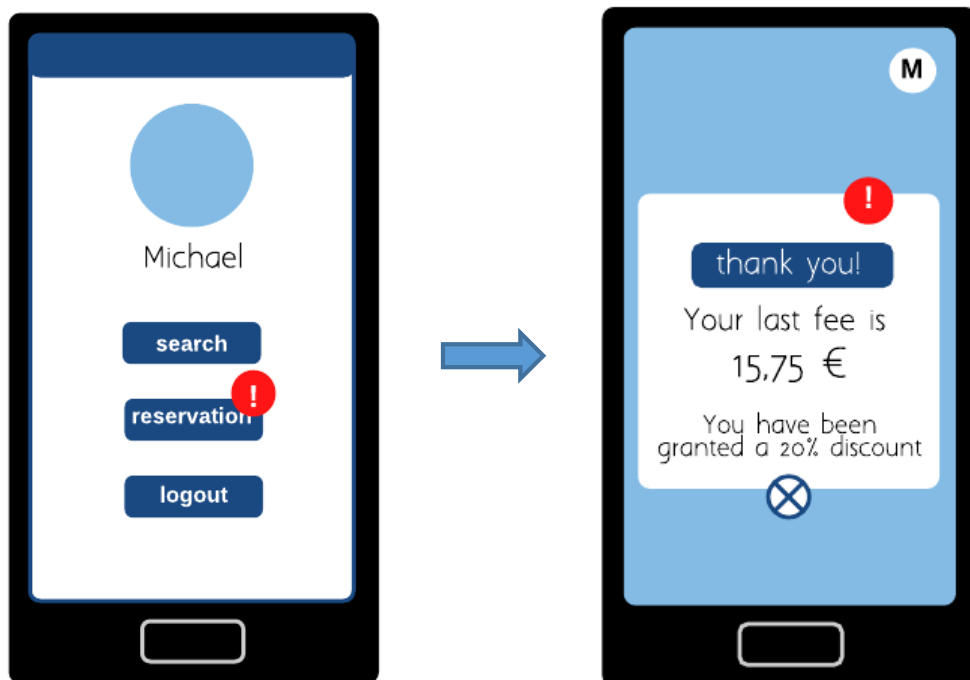 Michael
search
!
reservation
logout
M
!
thank you!
Your last fee is
15,75 €
You have been
granted a 20% discount